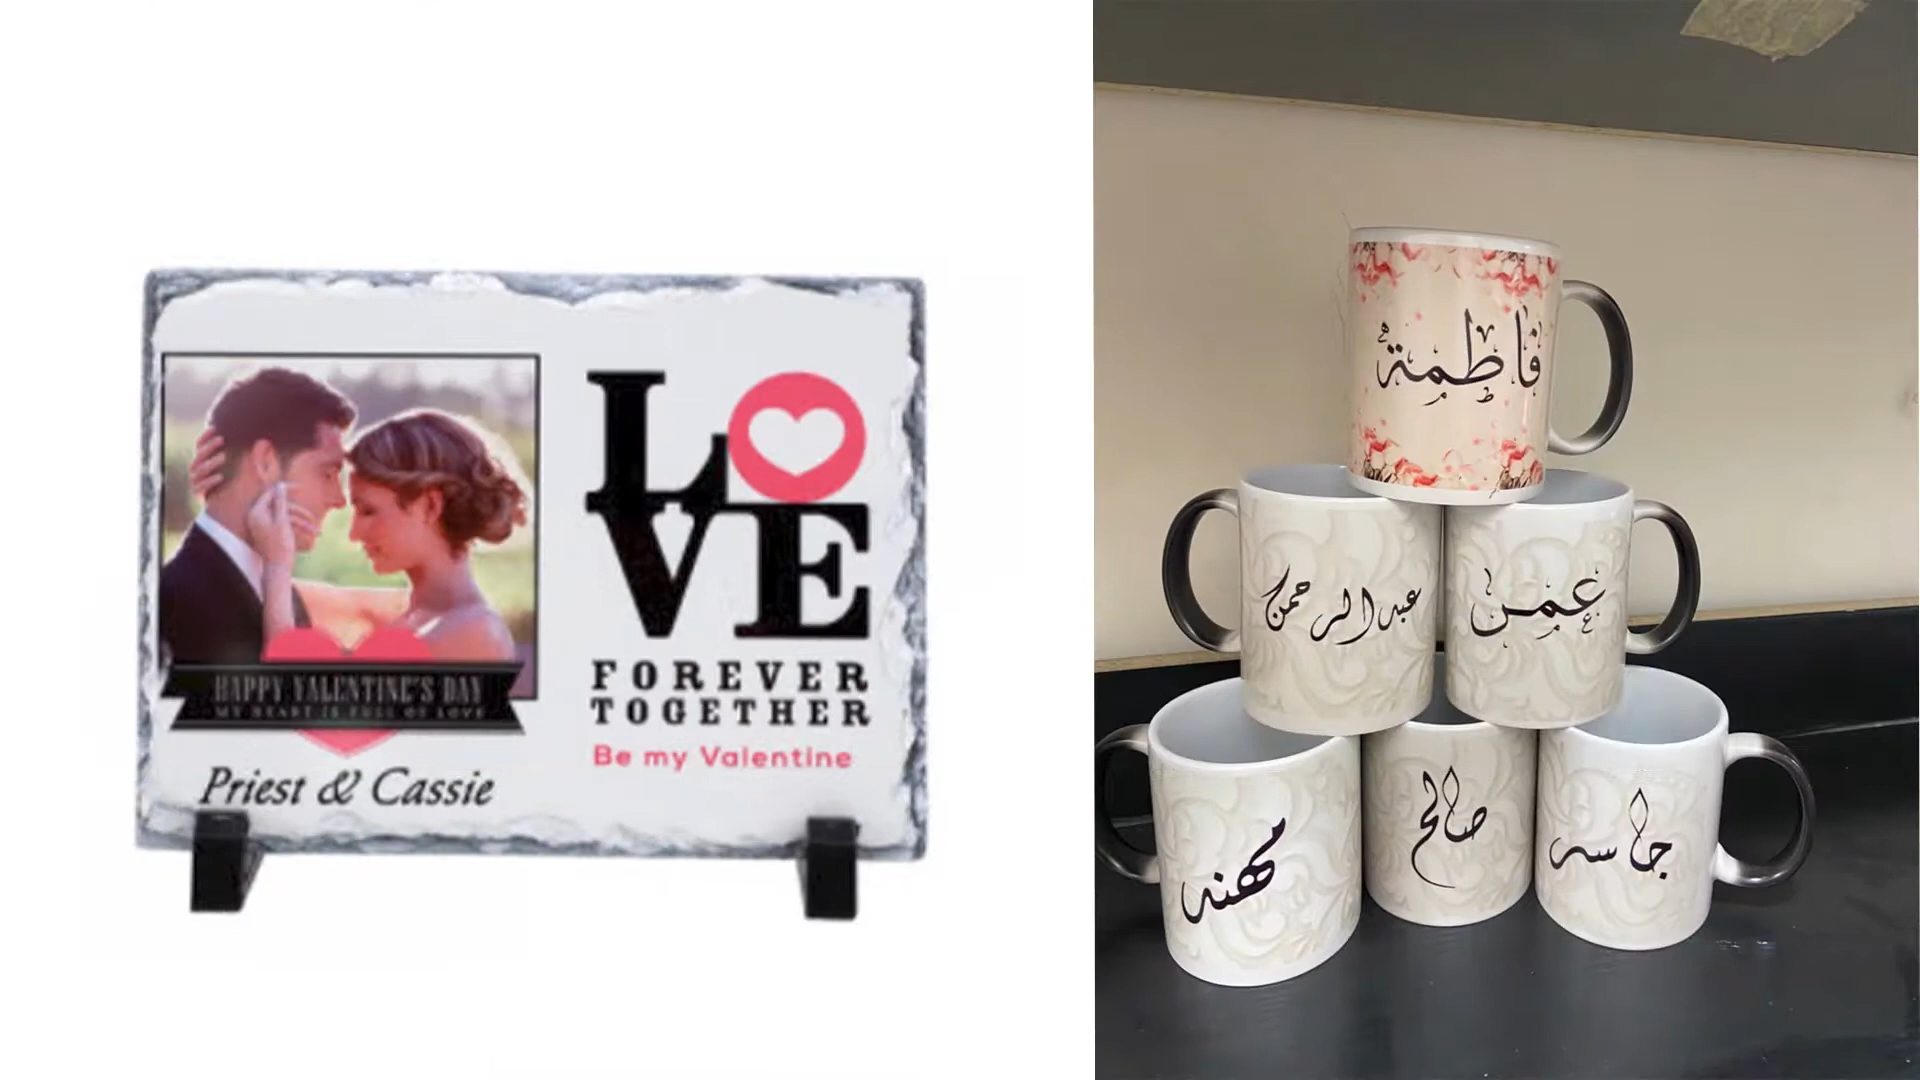 LOVE
FOREVER
TOGETHER
Be my Valentine
HAPPY VALENTINE'S DAY
MY HEART IS FULL OF LOVE
Priest & Cassie
فاطمة
عبدالرحمن
عمر
مهند
صالح
جاسم